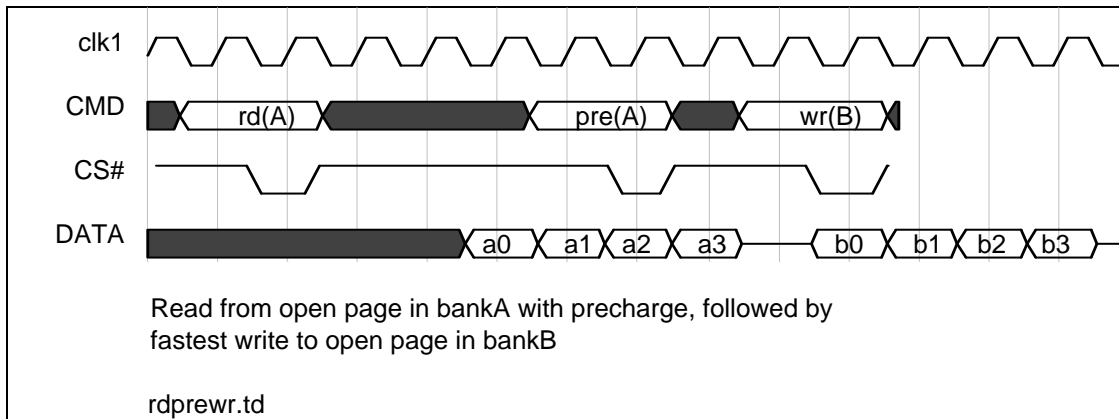 clk1
CMD rd(A) pre(A) wr(B)
CS#
DATA a0 a1 a2 a3 b0 b1 b2 b3
Read from open page in bankA with precharge, followed by
fastest write to open page in bankB
rdprewr.td